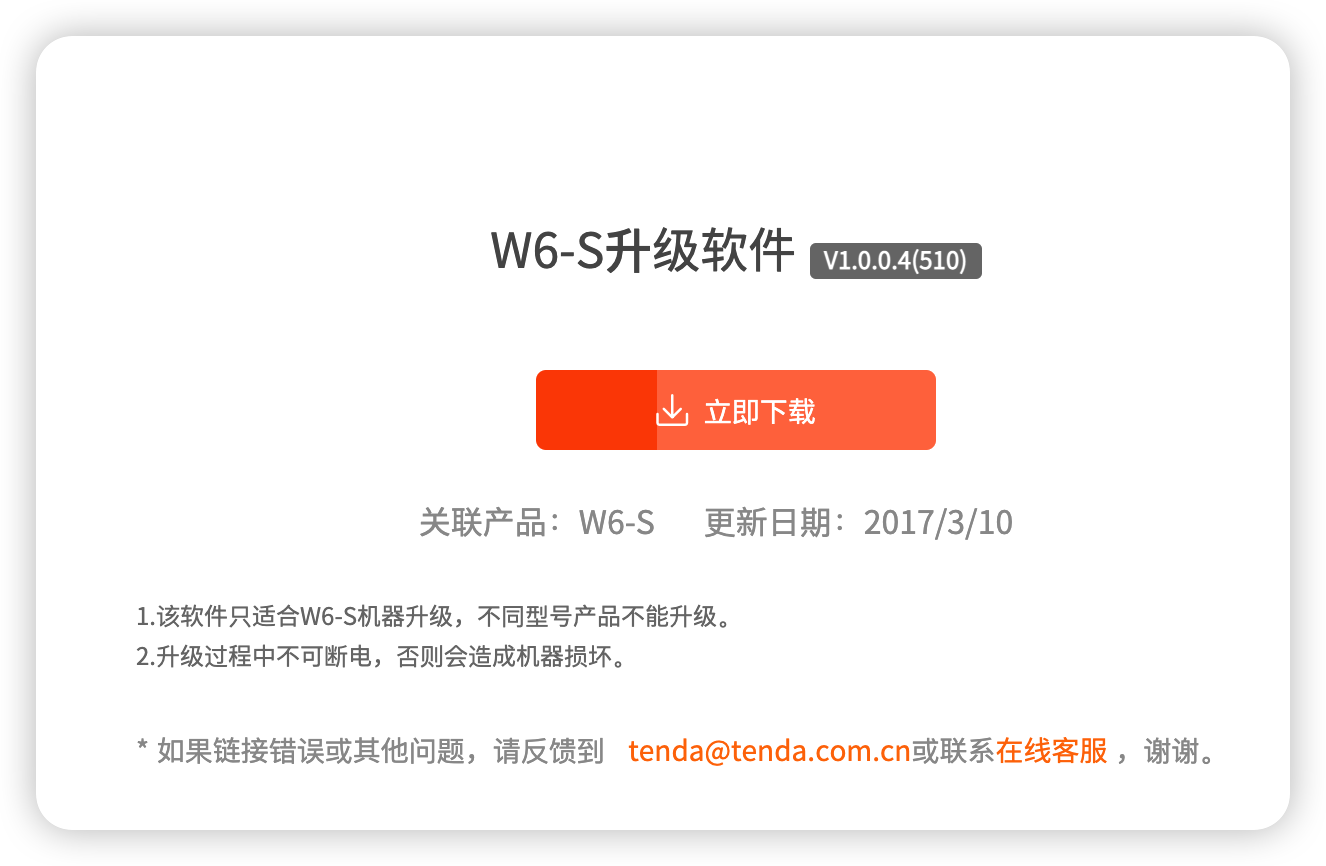 W6-S升级软件 V1.0.0.4(510)
立即下载
关联产品：W6-S 更新日期：2017/3/10
1.该软件只适合W6-S机器升级，不同型号产品不能升级。
2.升级过程中不可断电，否则会造成机器损坏。
* 如果链接错误或其他问题，请反馈到 tenda@tenda.com.cn或联系在线客服 ，谢谢。